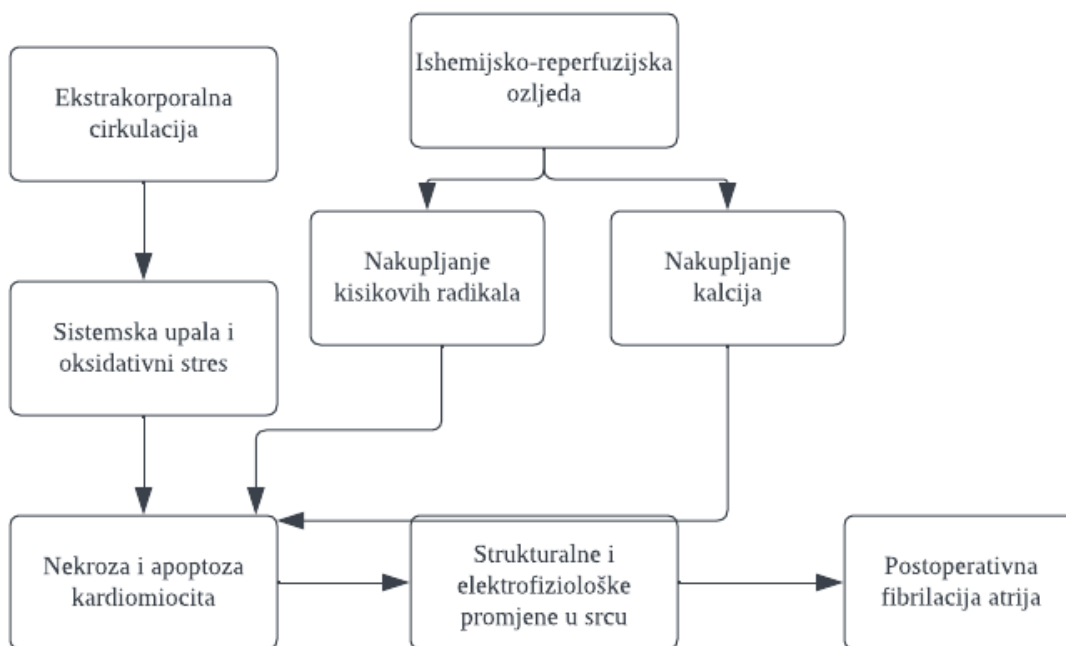 Ekstrakorporalna
cirkulacija
Ishemijsko-reperfuzijska
ozljeda
Nakupljanje
kisikovih radikala
Nakupljanje
kalcija
Sistemska upala i
oksidativni stres
Nekroza i apoptoza
kardiomiocita
Strukturalne i
elektrofiziološke
promjene u srcu
Postoperativna
fibrilacija atrija